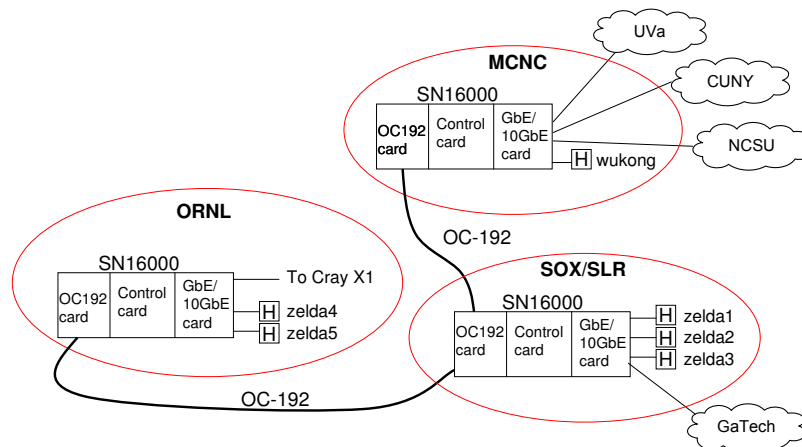 UVa
MCNC
CUNY
SN16000
OC192
card
Control
card
GbE/
10GbE
card
NCSU
H wukong
ORNL
OC-192
SN16000
OC192
card
Control
card
GbE/
10GbE
card
To Cray X1
H zelda4
H zelda5
SOX/SLR
SN16000
OC192
card
Control
card
GbE/
10GbE
card
H zelda1
H zelda2
H zelda3
OC-192
GaTech